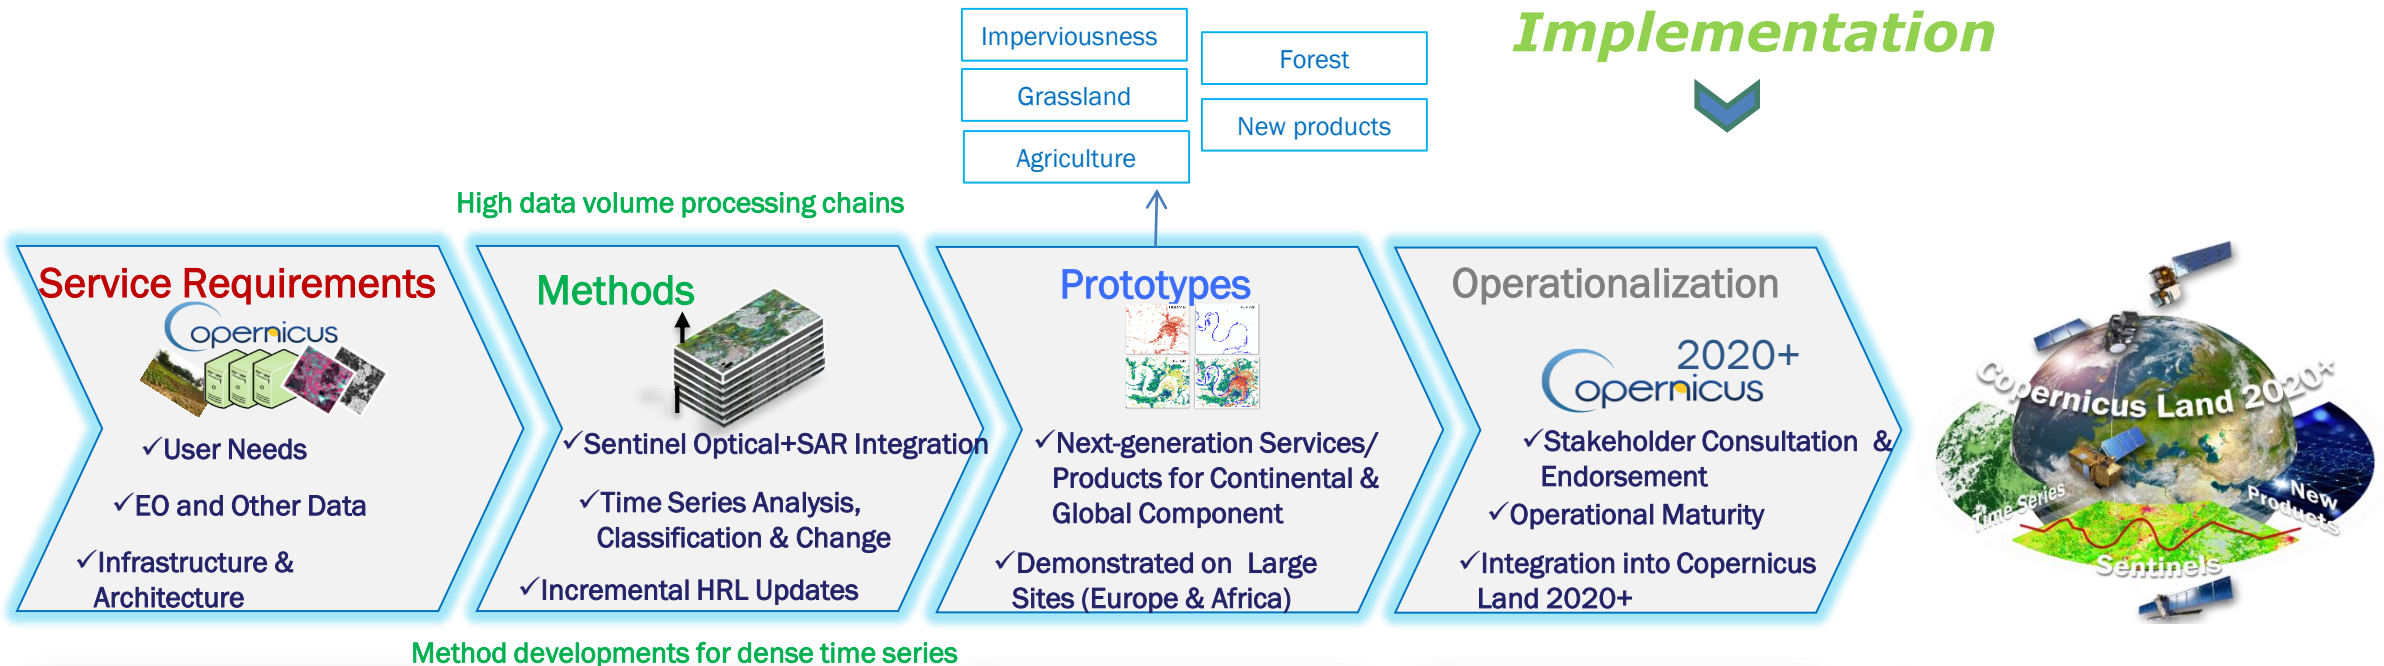 Imperviousness
Grassland
Agriculture
Forest
New products
Implementation
High data volume processing chains
Service Requirements
Copernicus
✓User Needs
✓EO and Other Data
✓Infrastructure &
Architecture
Methods
✓Sentinel Optical+SAR Integration
✓Time Series Analysis,
Classification & Change
✓Incremental HRL Updates
Method developments for dense time series
Prototypes
✓Next-generation Services/
Products for Continental &
Global Component
✓Demonstrated on Large
Sites (Europe & Africa)
Operationalization
2020+
Copernicus
✓Stakeholder Consultation &
Endorsement
✓Operational Maturity
✓Integration into Copernicus
Land 2020+
Copernicus Land 2020+
Time Series
New
Products
Sentinels